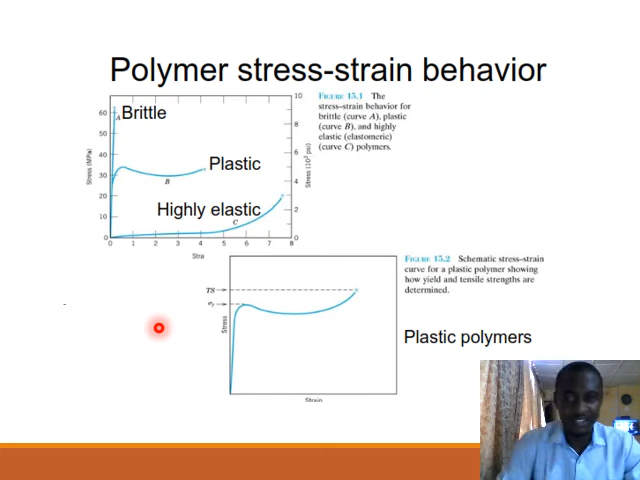 Polymer stress-strain behavior
Brittle
A
Plastic
B
Highly elastic
C
Stress (MPa)
60
50
40
30
20
10
0
0 1 2 3 4 5 6 7 8
Stra
10
8
6
4
2
0
Stress (10³ psi)
FIGURE 15.1 The
stress–strain behavior for
brittle (curve A), plastic
(curve B), and highly
elastic (elastomeric)
(curve C) polymers.
FIGURE 15.2 Schematic stress–strain
curve for a plastic polymer showing
how yield and tensile strengths are
determined.
TS
σy
Stress
Strain
Plastic polymers